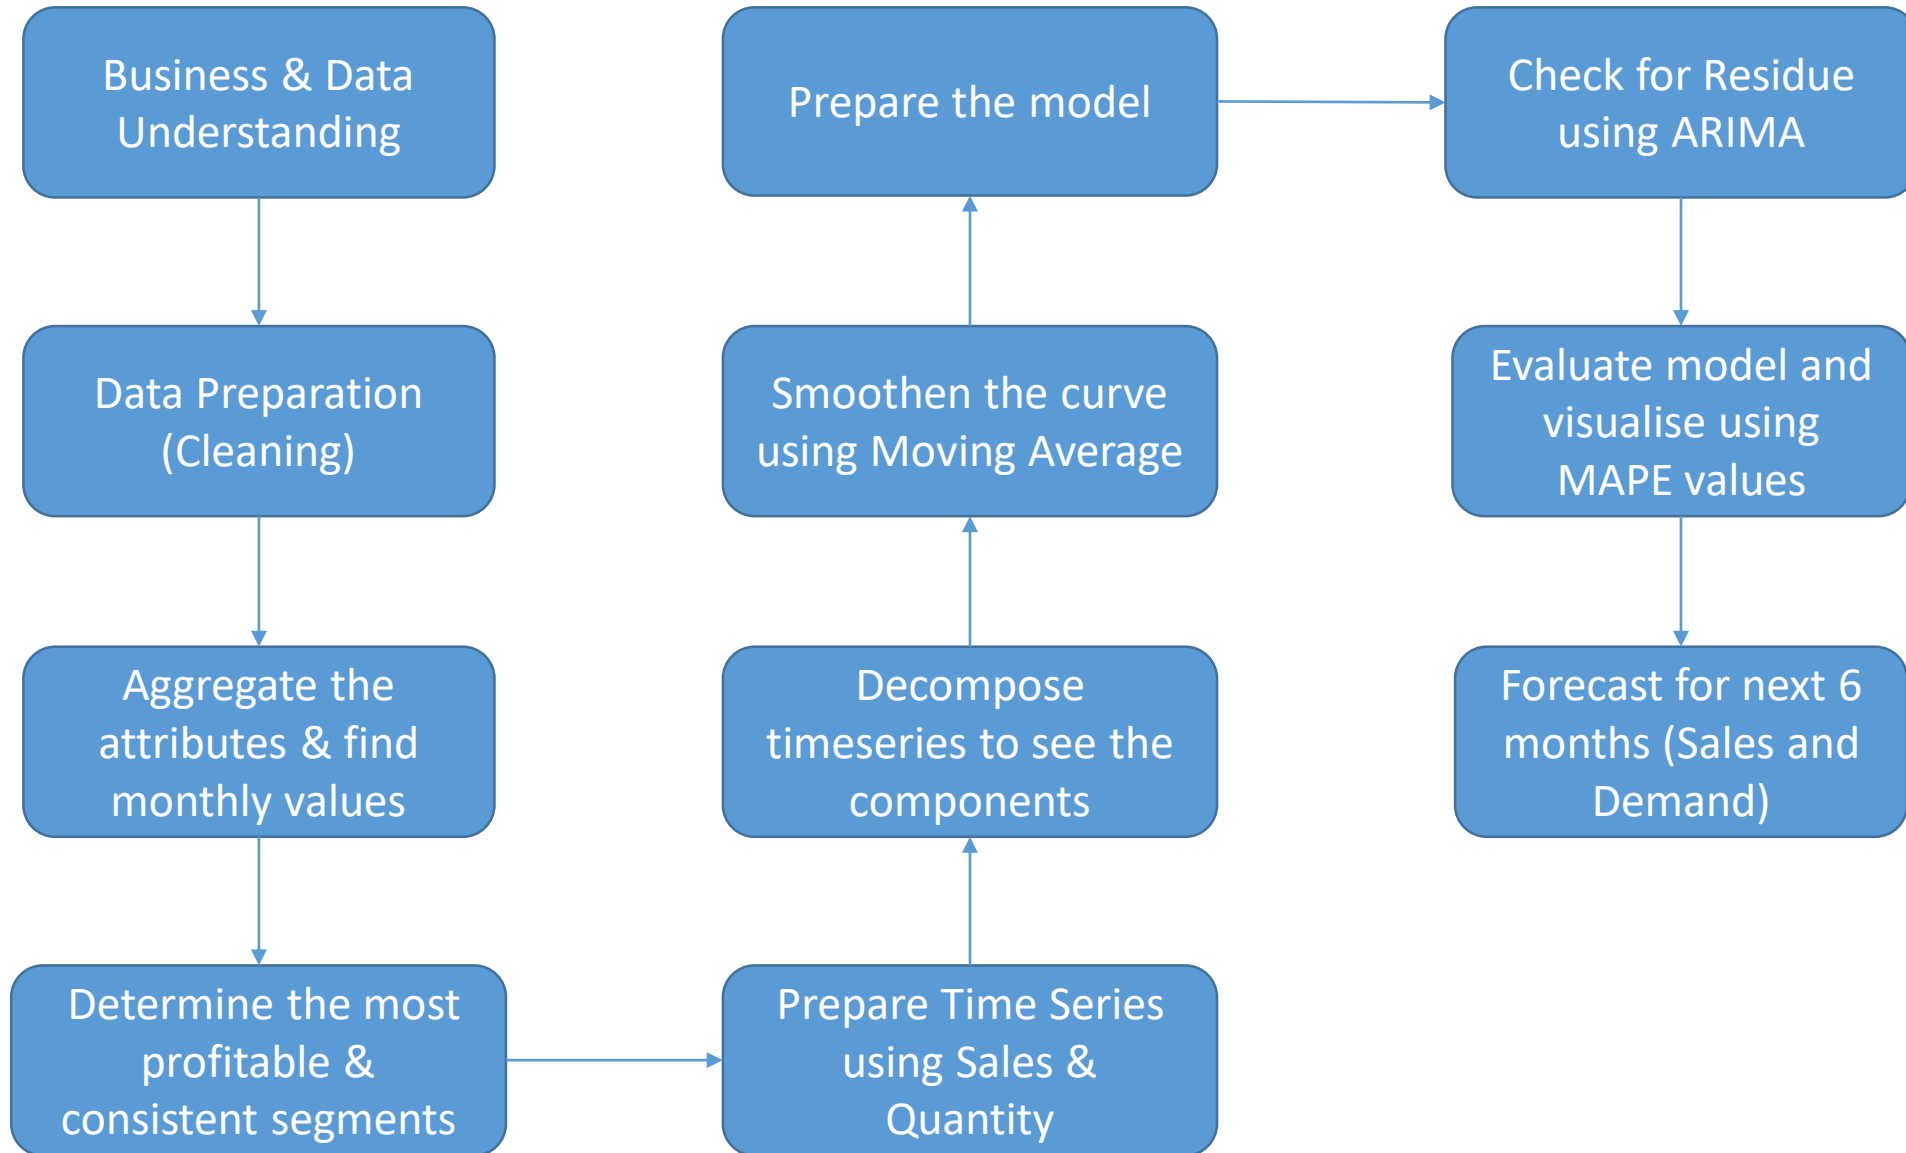 Business & Data
Understanding
Data Preparation
(Cleaning)
Aggregate the
attributes & find
monthly values
Determine the most
profitable &
consistent segments
Prepare Time Series
using Sales &
Quantity
Decompose
timeseries to see the
components
Smoothen the curve
using Moving Average
Prepare the model
Check for Residue
using ARIMA
Evaluate model and
visualise using
MAPE values
Forecast for next 6
months (Sales and
Demand)